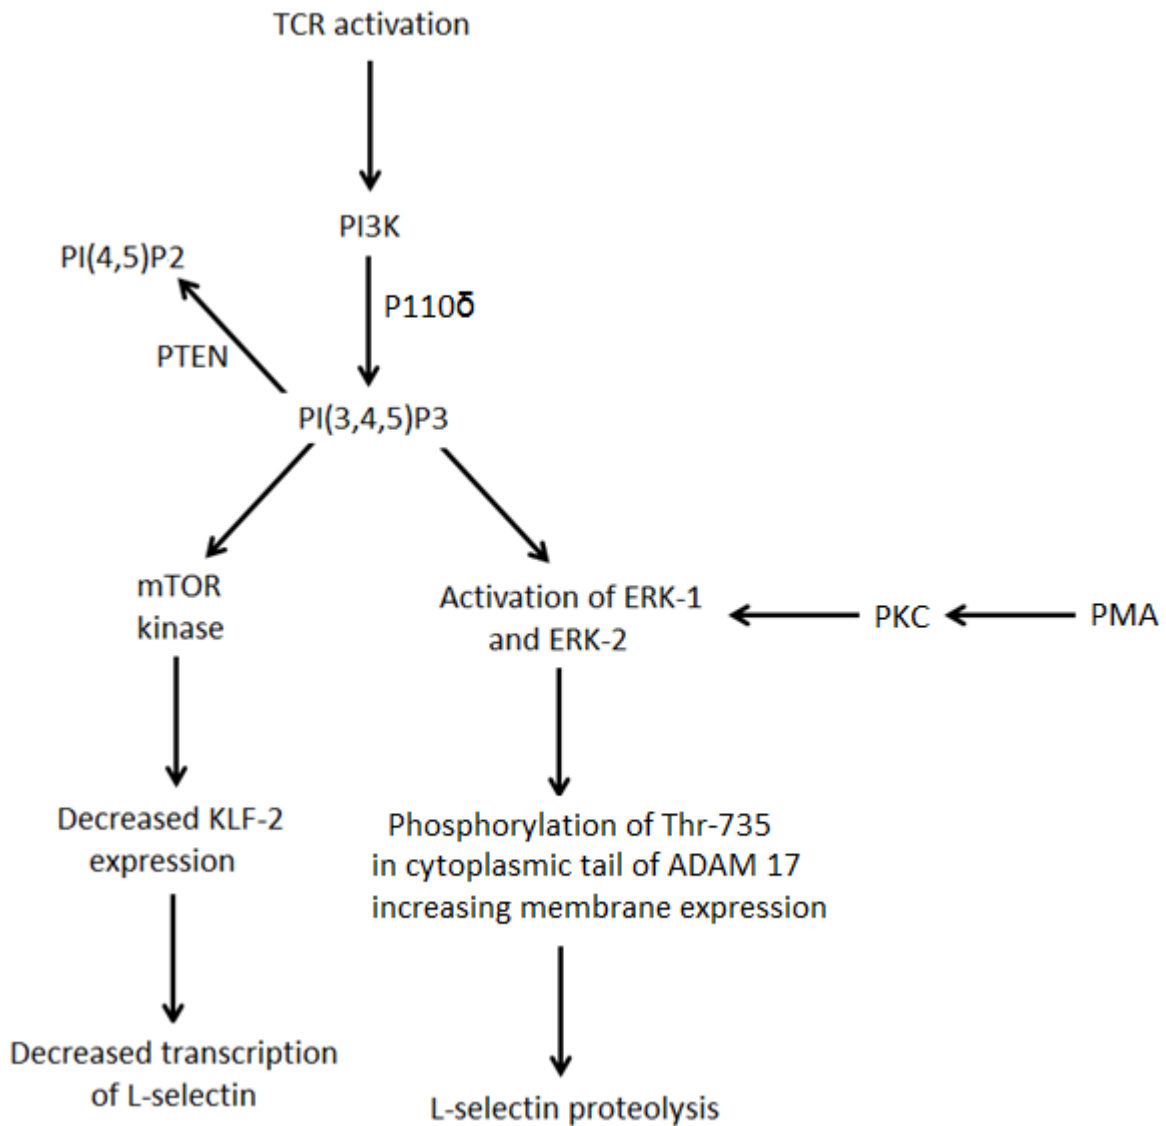 TCR activation
PI3K
PI(4,5)P2
P110δ
PTEN
PI(3,4,5)P3
mTOR
kinase
Activation of ERK-1
and ERK-2
PKC
PMA
Decreased KLF-2
expression
Phosphorylation of Thr-735
in cytoplasmic tail of ADAM 17
increasing membrane expression
Decreased transcription
of L-selectin
L-selectin proteolysis